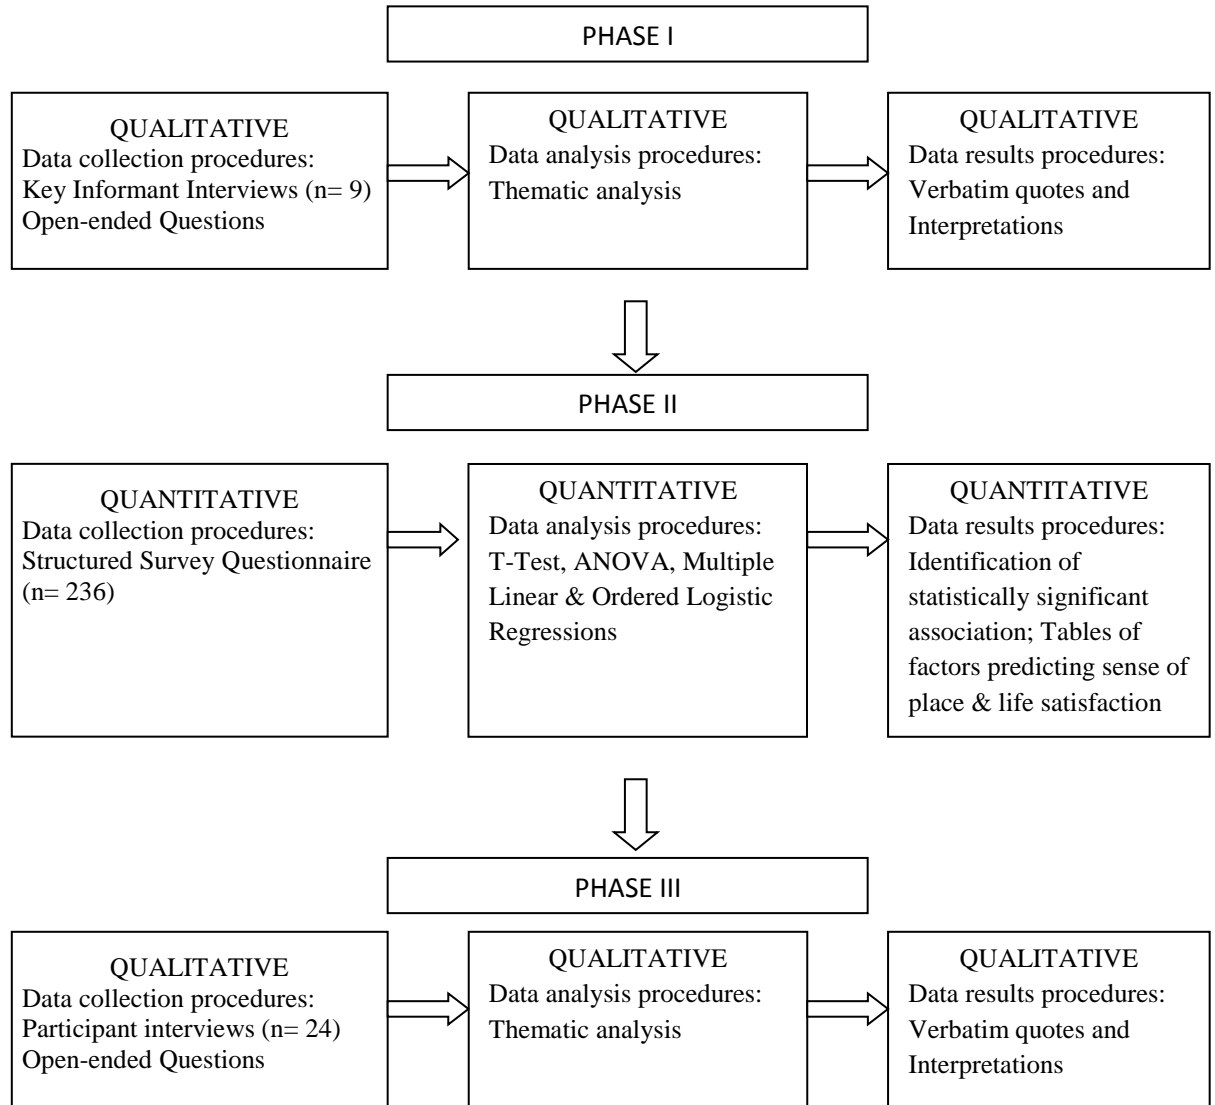 PHASE I
QUALITATIVE
Data collection procedures:
Key Informant Interviews (n= 9)
Open-ended Questions
QUALITATIVE
Data analysis procedures:
Thematic analysis
QUALITATIVE
Data results procedures:
Verbatim quotes and
Interpretations
PHASE II
QUANTITATIVE
Data collection procedures:
Structured Survey Questionnaire
(n= 236)
QUANTITATIVE
Data analysis procedures:
T-Test, ANOVA, Multiple
Linear & Ordered Logistic
Regressions
QUANTITATIVE
Data results procedures:
Identification of
statistically significant
association; Tables of
factors predicting sense of
place & life satisfaction
PHASE III
QUALITATIVE
Data collection procedures:
Participant interviews (n= 24)
Open-ended Questions
QUALITATIVE
Data analysis procedures:
Thematic analysis
QUALITATIVE
Data results procedures:
Verbatim quotes and
Interpretations